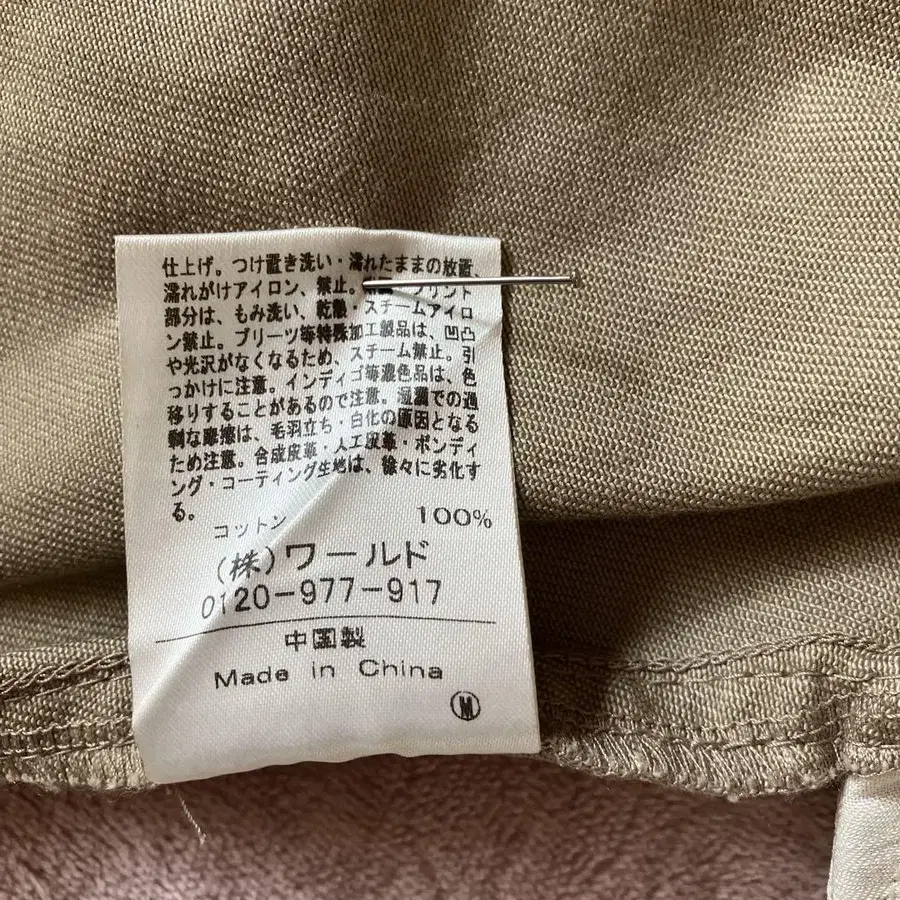 仕上げ。つけ置き洗い・濡れたままの放置、
濡れがけアイロン、禁止。プリント
部分は、もみ洗い、乾熱・スチームアイロ
ン禁止。プリーツ等特殊加工製品は、凹凸
や光沢がなくなるため、スチーム禁止。引
っかけに注意。インディゴ等濃色品は、色
移りすることがあるので注意。湿潤での過
剰な摩擦は、毛羽立ち・白化の原因となる
ため注意。合成皮革・人工皮革・ボンディ
ング・コーティング生地は、徐々に劣化す
る。
コットン 100%
(株)ワールド
0120-977-917
中国製
Made in China
M